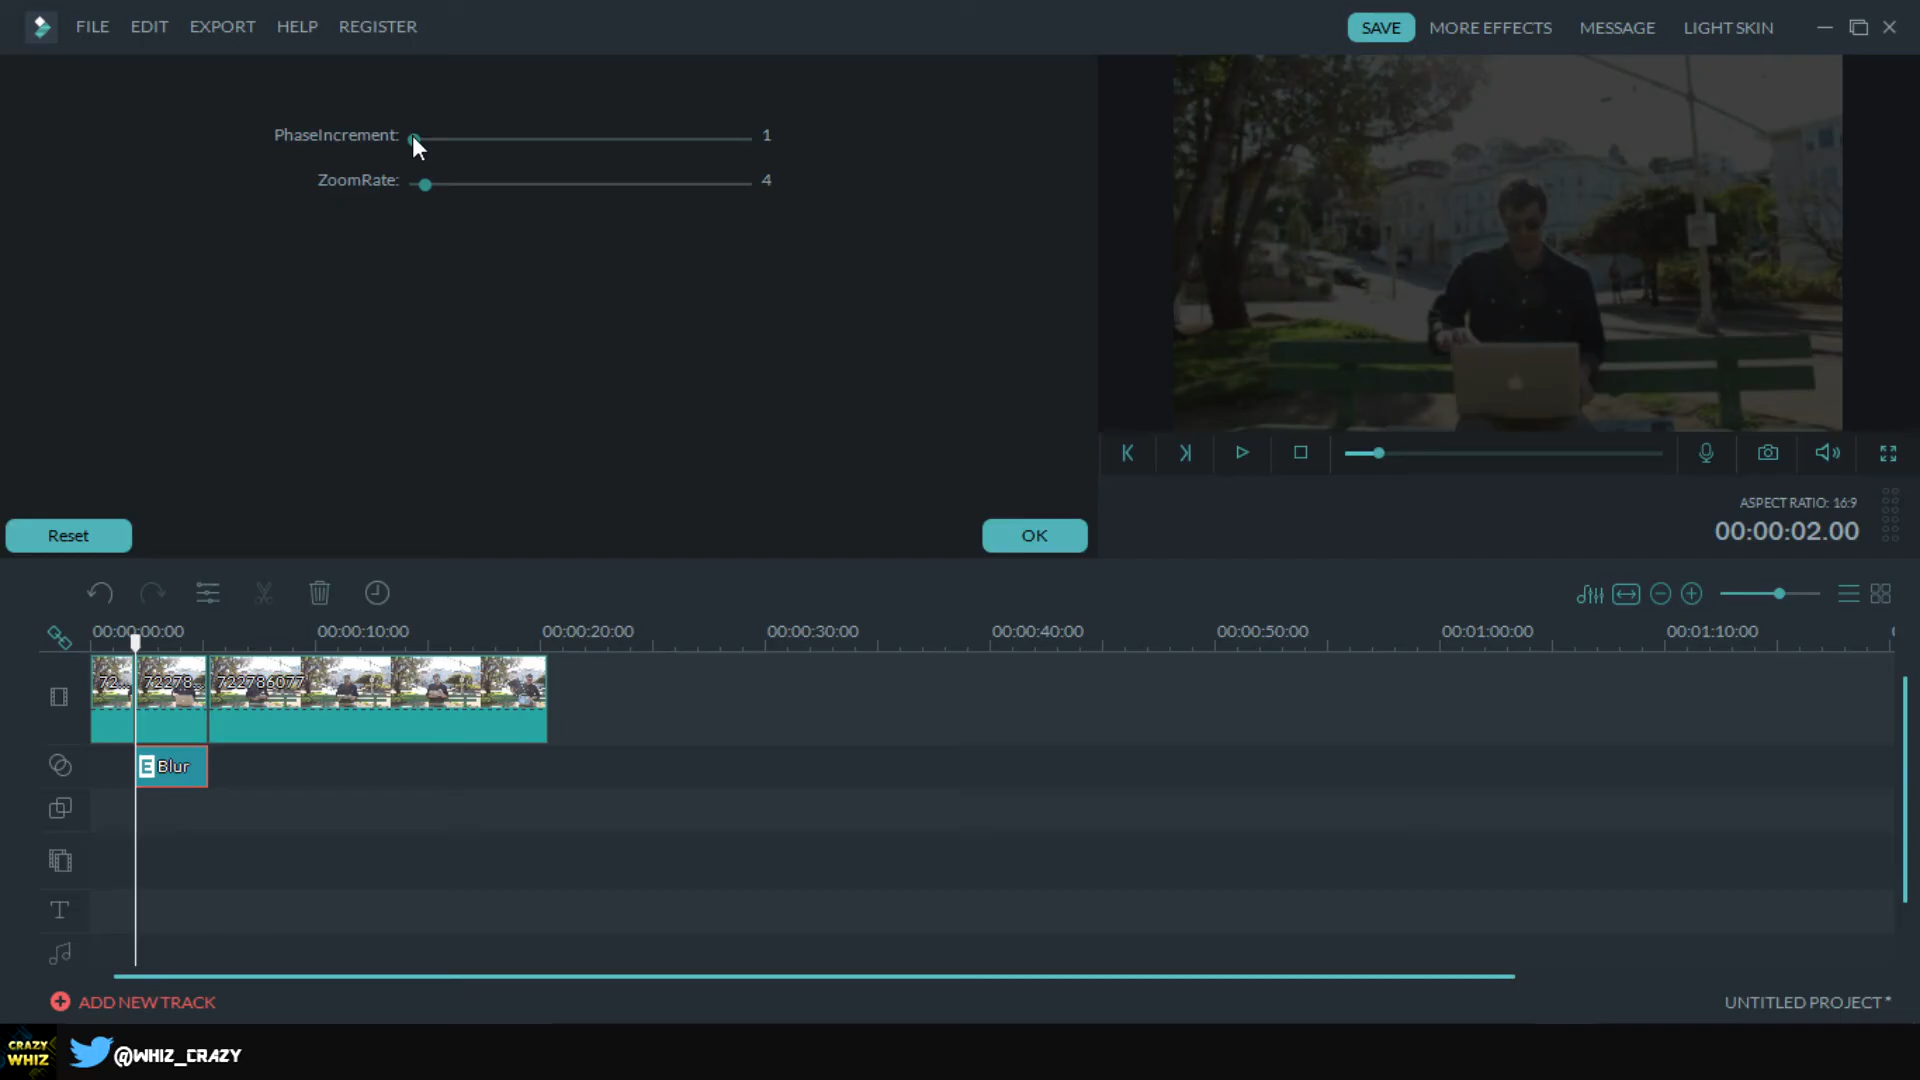 FILE EDIT EXPORT HELP REGISTER SAVE MORE EFFECTS MESSAGE LIGHT SKIN
PhaseIncrement: 1
ZoomRate: 4
ASPECT RATIO: 16:9
00:00:02.00
Reset OK
00:00:00:00 00:00:10:00 00:00:20:00 00:00:30:00 00:00:40:00 00:00:50:00 00:01:00:00 00:01:10:00
72... 72278... 722786077
E Blur
ADD NEW TRACK UNTITLED PROJECT *
CRAZY
WHIZ
@WHIZ_CRAZY